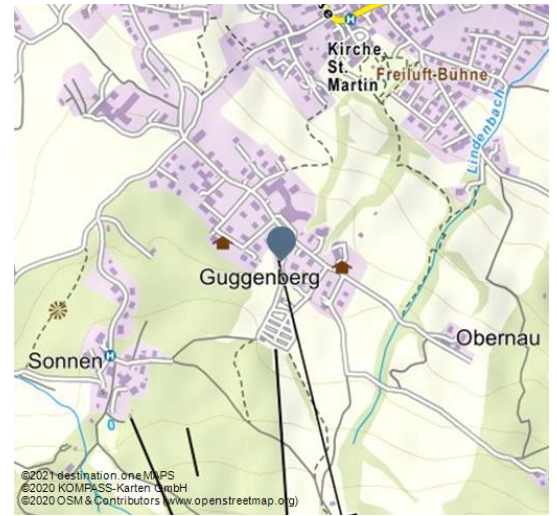 H
Kirche
St.
Martin
Freiluft-Bühne
Lindenbach
Guggenberg
Obernau
Sonnen
H
©2021 destination.one MAPS
©2020 KOMPASS-Karten GmbH
©2020 OSM & Contributors (www.openstreetmap.org)